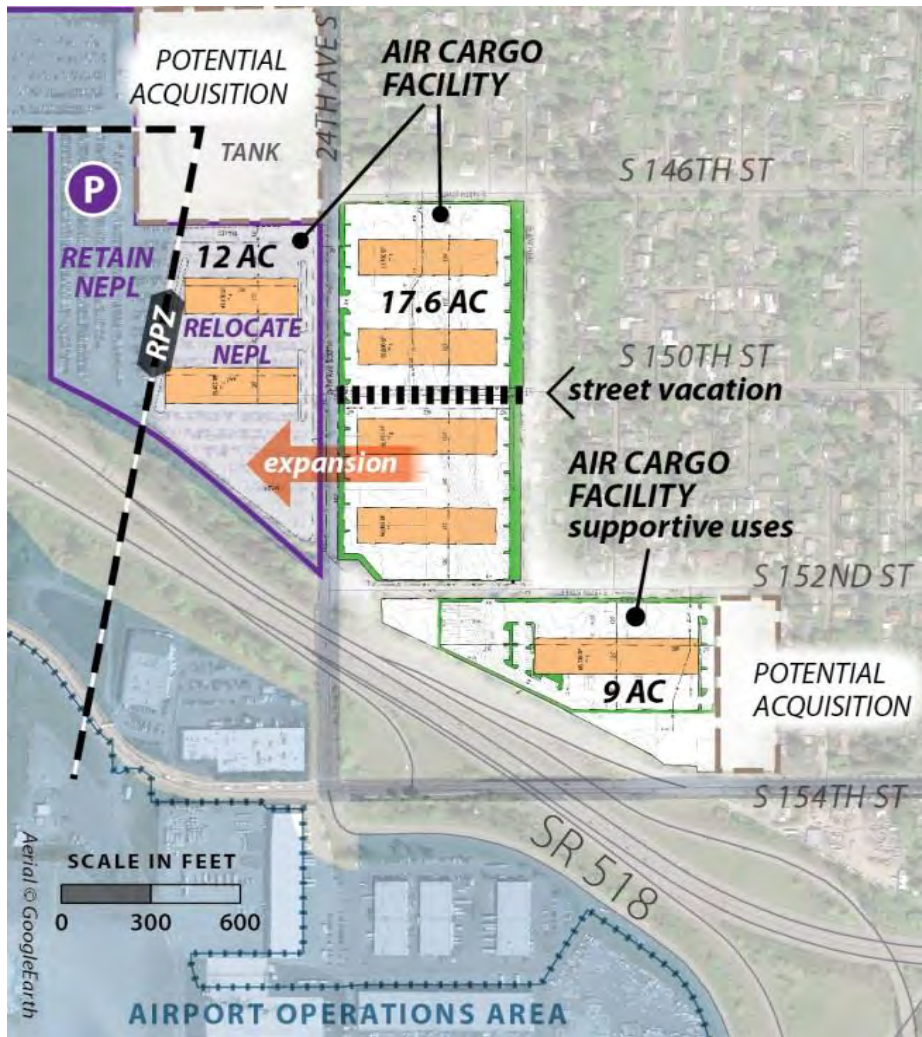 POTENTIAL
ACQUISITION
TANK
24TH AVE S
AIR CARGO
FACILITY
S 146TH ST
P
RETAIN
NEPL
12 AC
RELOCATE
NEPL
RPZ
17.6 AC
S 150TH ST
street vacation
expansion
AIR CARGO
FACILITY
supportive uses
S 152ND ST
9 AC
POTENTIAL
ACQUISITION
S 154TH ST
SR 518
Aerial © GoogleEarth
SCALE IN FEET
0 300 600
AIRPORT OPERATIONS AREA